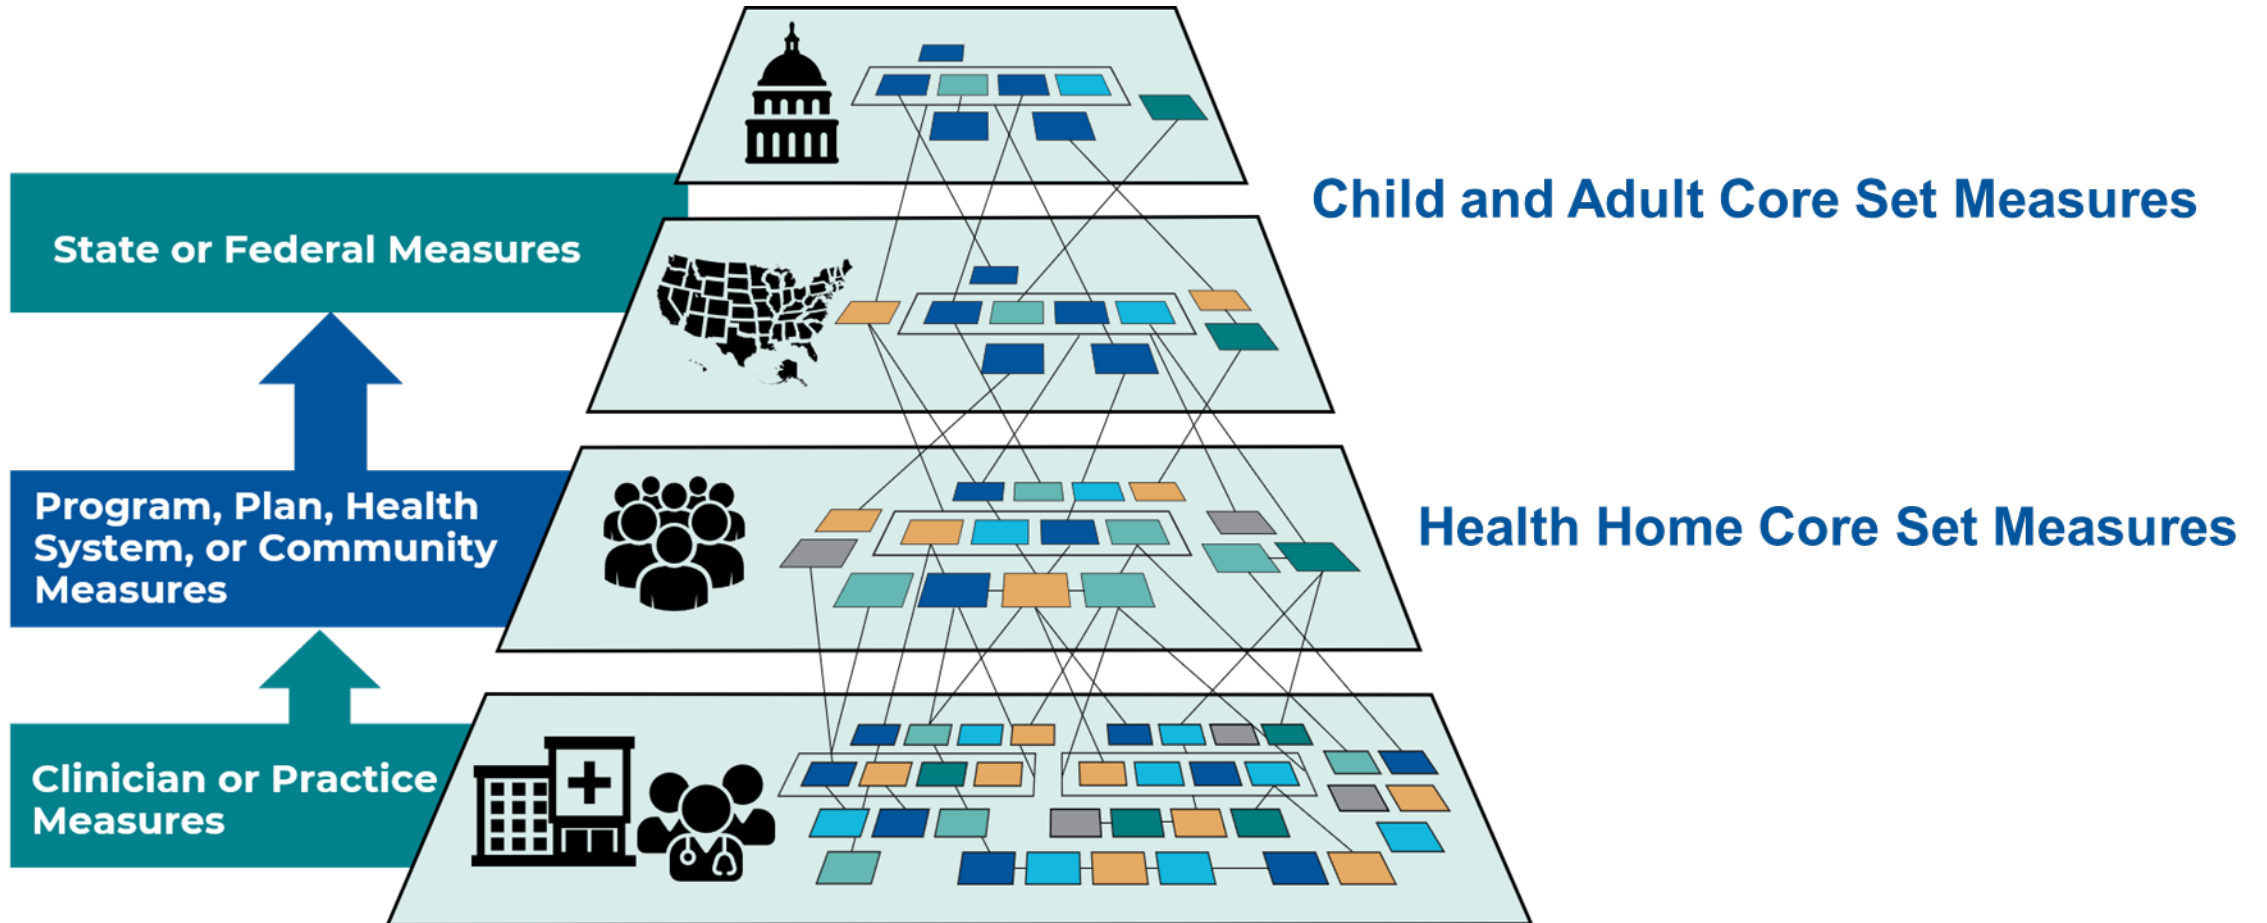 Child and Adult Core Set Measures
State or Federal Measures
Program, Plan, Health
System, or Community
Measures
Health Home Core Set Measures
Clinician or Practice
Measures